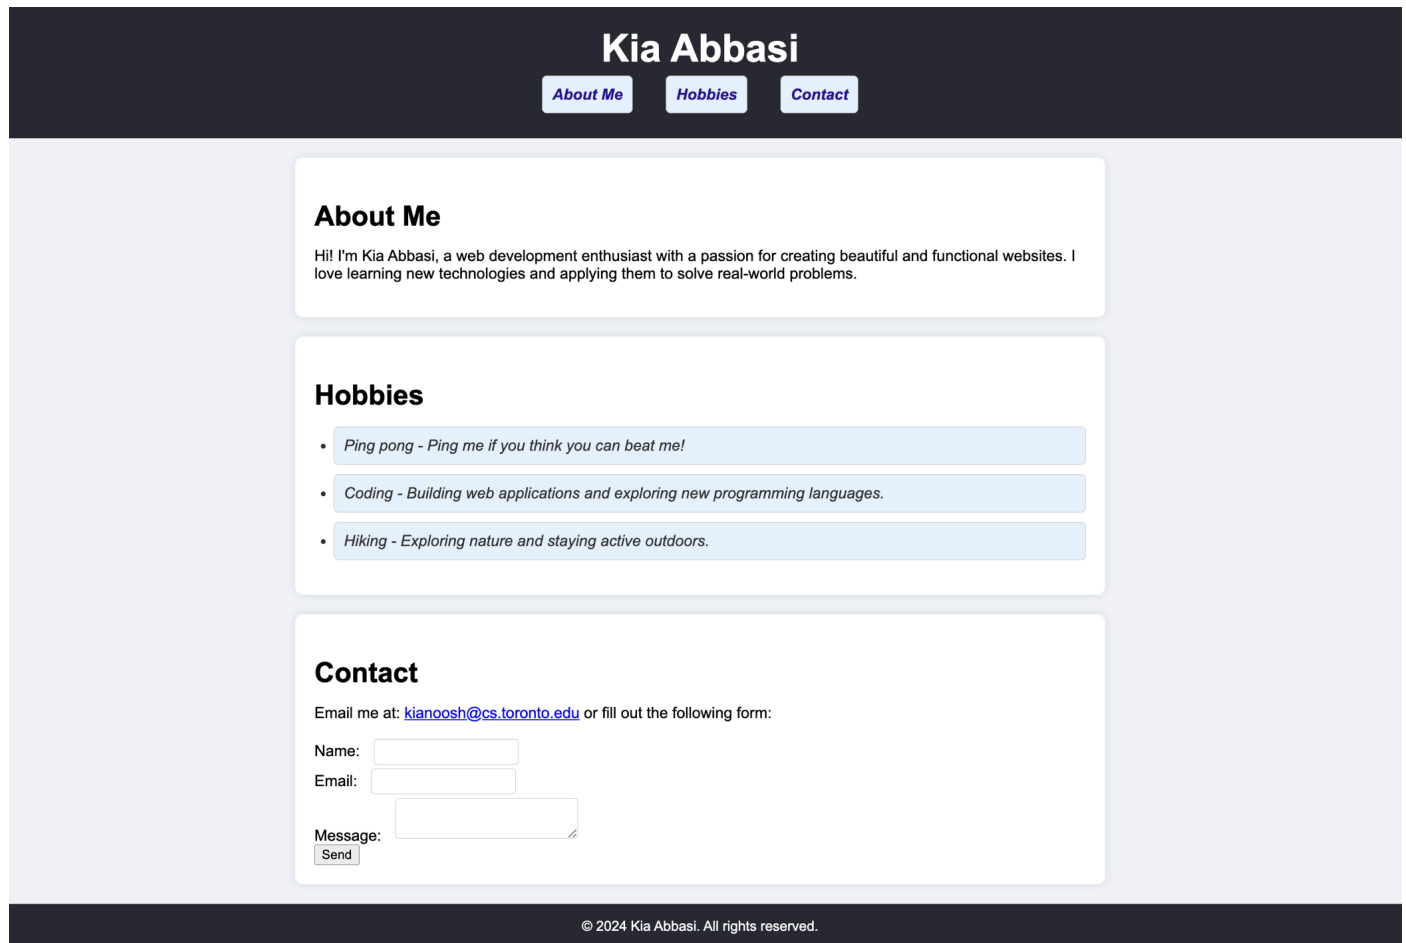 Kia Abbasi
About Me Hobbies Contact
About Me
Hi! I'm Kia Abbasi, a web development enthusiast with a passion for creating beautiful and functional websites. I
love learning new technologies and applying them to solve real-world problems.
Hobbies
• Ping pong - Ping me if you think you can beat me!
• Coding - Building web applications and exploring new programming languages.
• Hiking - Exploring nature and staying active outdoors.
Contact
Email me at: kianoosh@cs.toronto.edu or fill out the following form:
Name:
Email:
Message:
Send
© 2024 Kia Abbasi. All rights reserved.